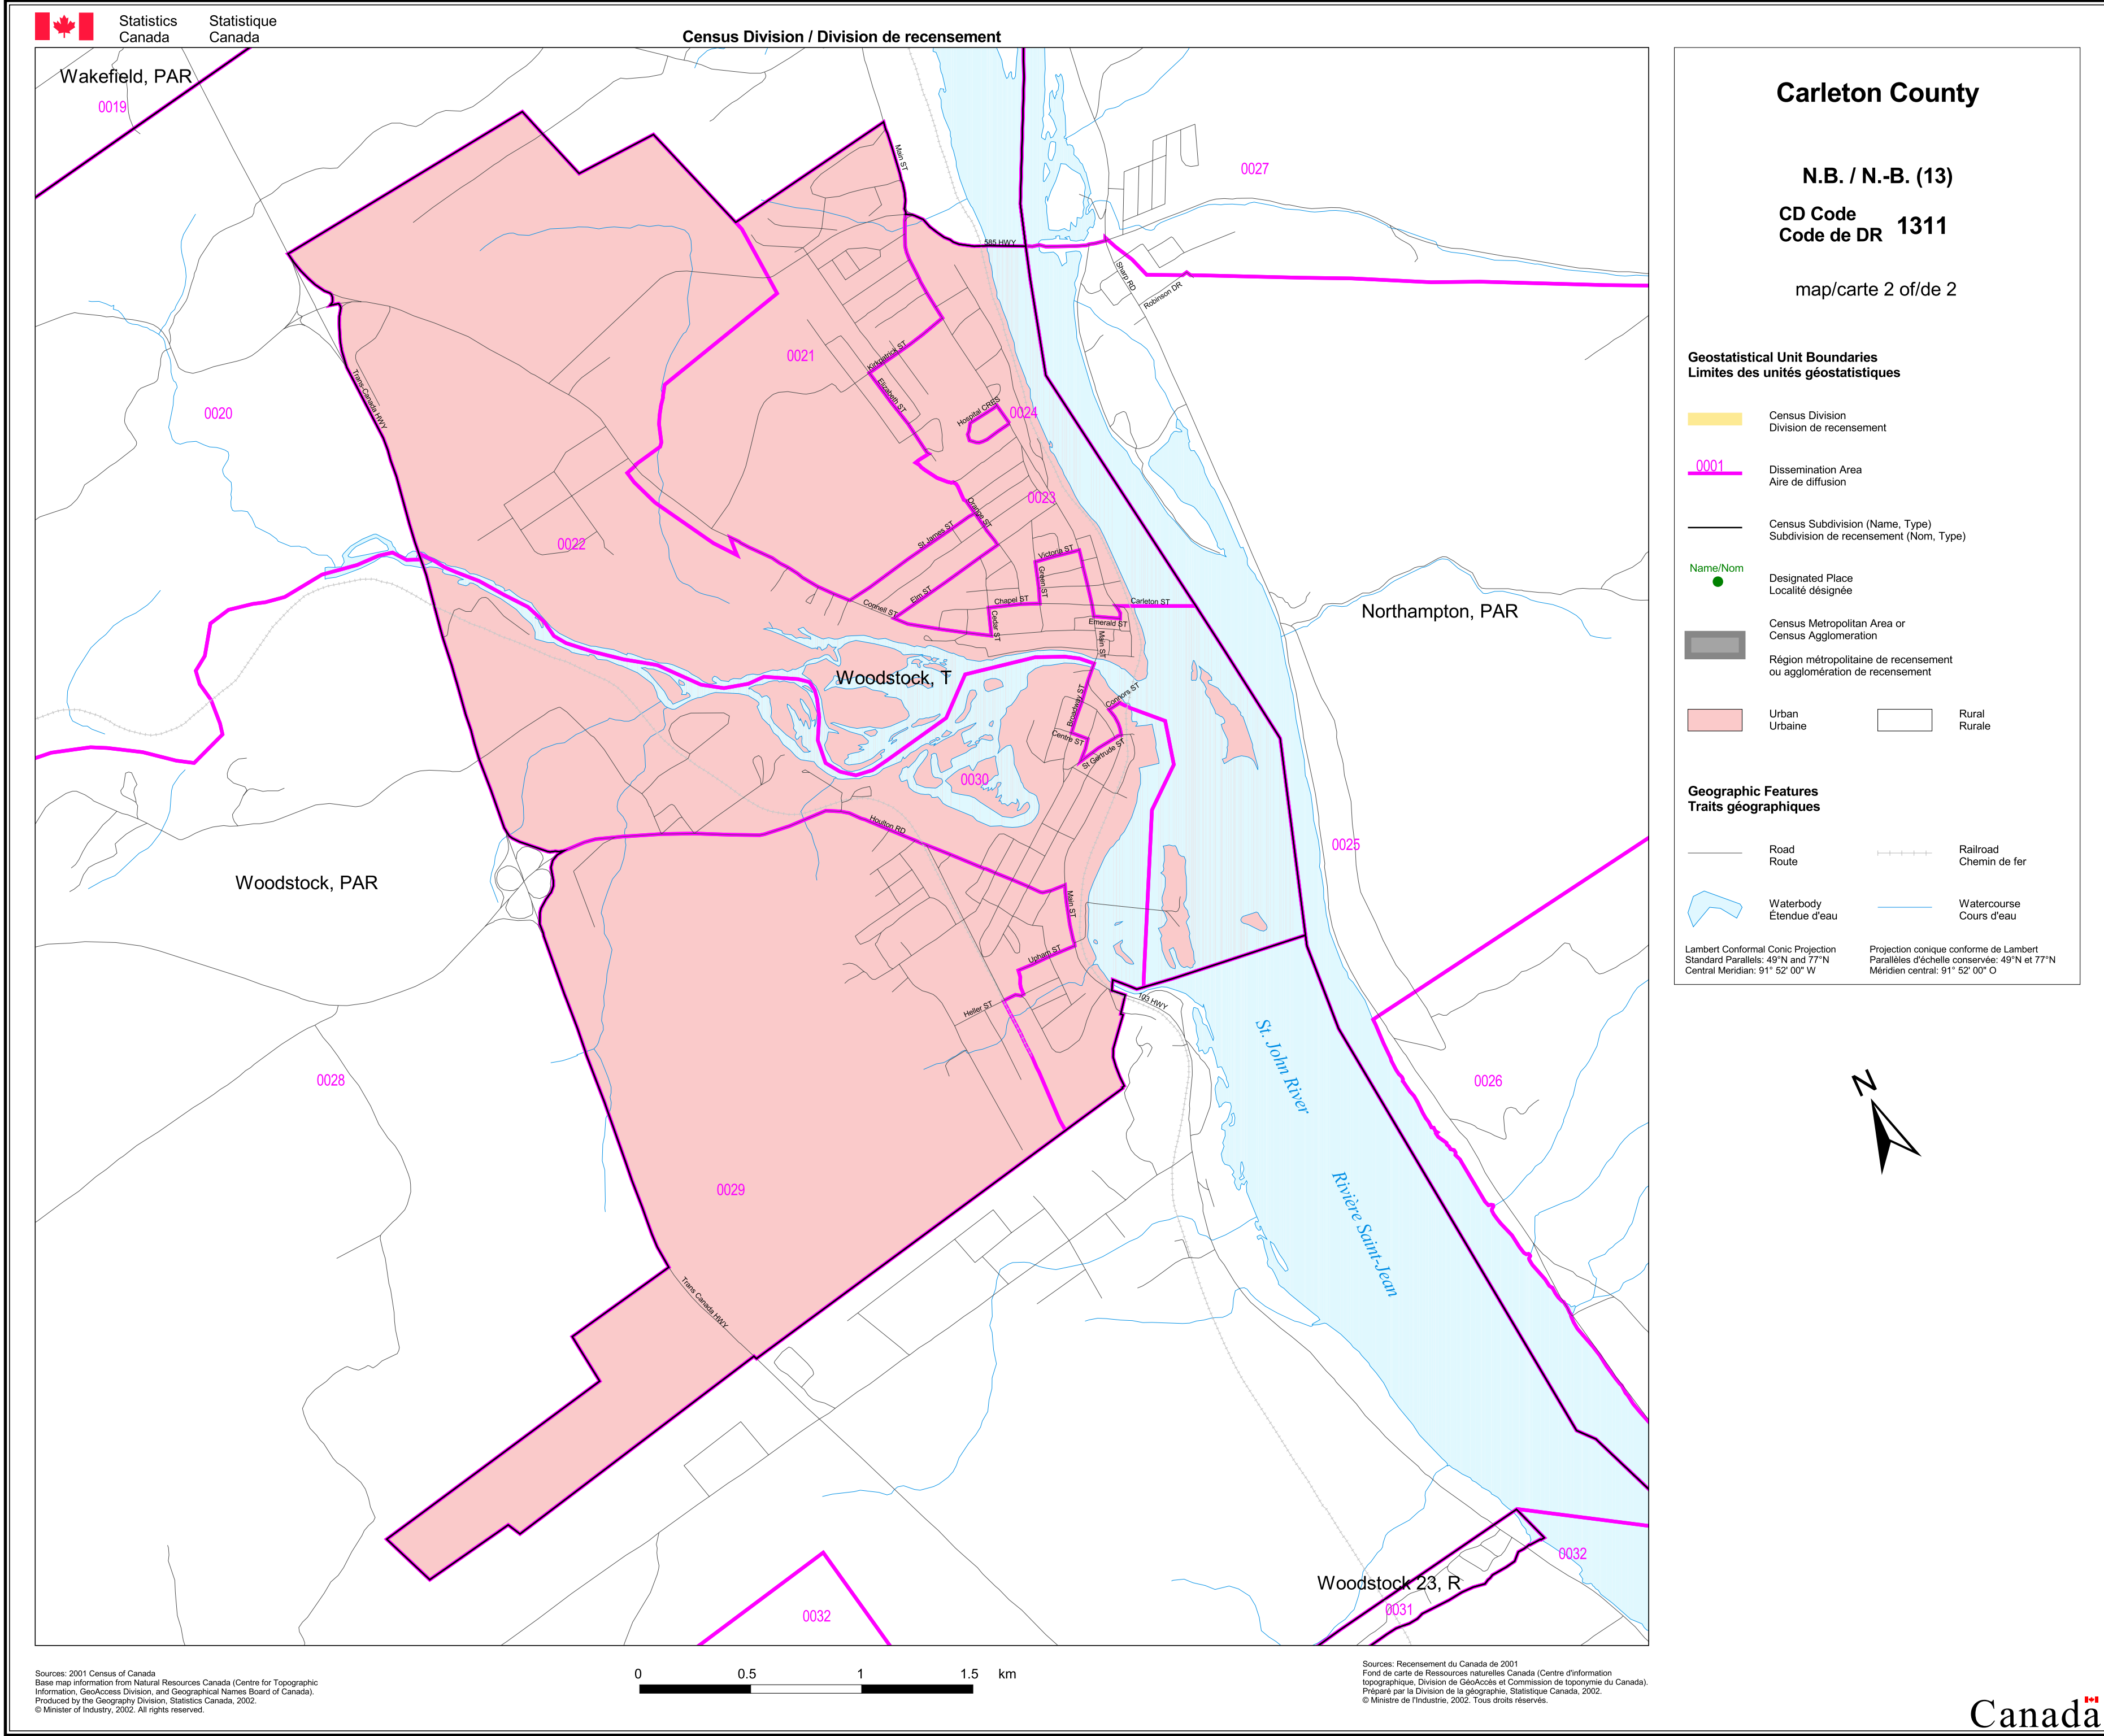 Statistics Statistique
Canada Canada
Census Division / Division de recensement
Wakefield, PAR
0019
0027
Main ST
585 HWY
Sharp RD
Robinson DR
0021
Kirkpatrick ST
Elizabeth ST
Trans-Canada HWY
0020
Hospital CRES
0024
0023
Orange ST
St James ST
0022
Victoria ST
Green ST
Elm ST
Connell ST
Chapel ST
Cedar ST
Carleton ST
Emerald ST
Main ST
Northampton, PAR
Woodstock, T
Broadway ST
Connors ST
Centre ST
St Gertrude ST
0030
Houlton RD
0025
Woodstock, PAR
Main ST
Upham ST
103 HWY
Heller ST
St. John River
0028
0026
0029
Rivière Saint-Jean
Trans Canada HWY
0032
Woodstock 23, R
0031
0032
Carleton County
N.B. / N.-B. (13)
CD Code
Code de DR 1311
map/carte 2 of/de 2
Geostatistical Unit Boundaries
Limites des unités géostatistiques
Census Division
Division de recensement
0001
Dissemination Area
Aire de diffusion
Census Subdivision (Name, Type)
Subdivision de recensement (Nom, Type)
Name/Nom
Designated Place
Localité désignée
Census Metropolitan Area or
Census Agglomeration
Région métropolitaine de recensement
ou agglomération de recensement
Urban
Urbaine
Rural
Rurale
Geographic Features
Traits géographiques
Road
Route
Railroad
Chemin de fer
Waterbody
Étendue d'eau
Watercourse
Cours d'eau
Lambert Conformal Conic Projection
Standard Parallels: 49°N and 77°N
Central Meridian: 91° 52' 00" W
Projection conique conforme de Lambert
Parallèles d'échelle conservée: 49°N et 77°N
Méridien central: 91° 52' 00" O
N
Sources: 2001 Census of Canada
Base map information from Natural Resources Canada (Centre for Topographic
Information, GeoAccess Division, and Geographical Names Board of Canada).
Produced by the Geography Division, Statistics Canada, 2002.
© Minister of Industry, 2002. All rights reserved.
0 0.5 1 1.5 km
Sources: Recensement du Canada de 2001
Fond de carte de Ressources naturelles Canada (Centre d'information
topographique, Division de GéoAccès et Commission de toponymie du Canada).
Préparé par la Division de la géographie, Statistique Canada, 2002.
© Ministre de l'Industrie, 2002. Tous droits réservés.
Canada